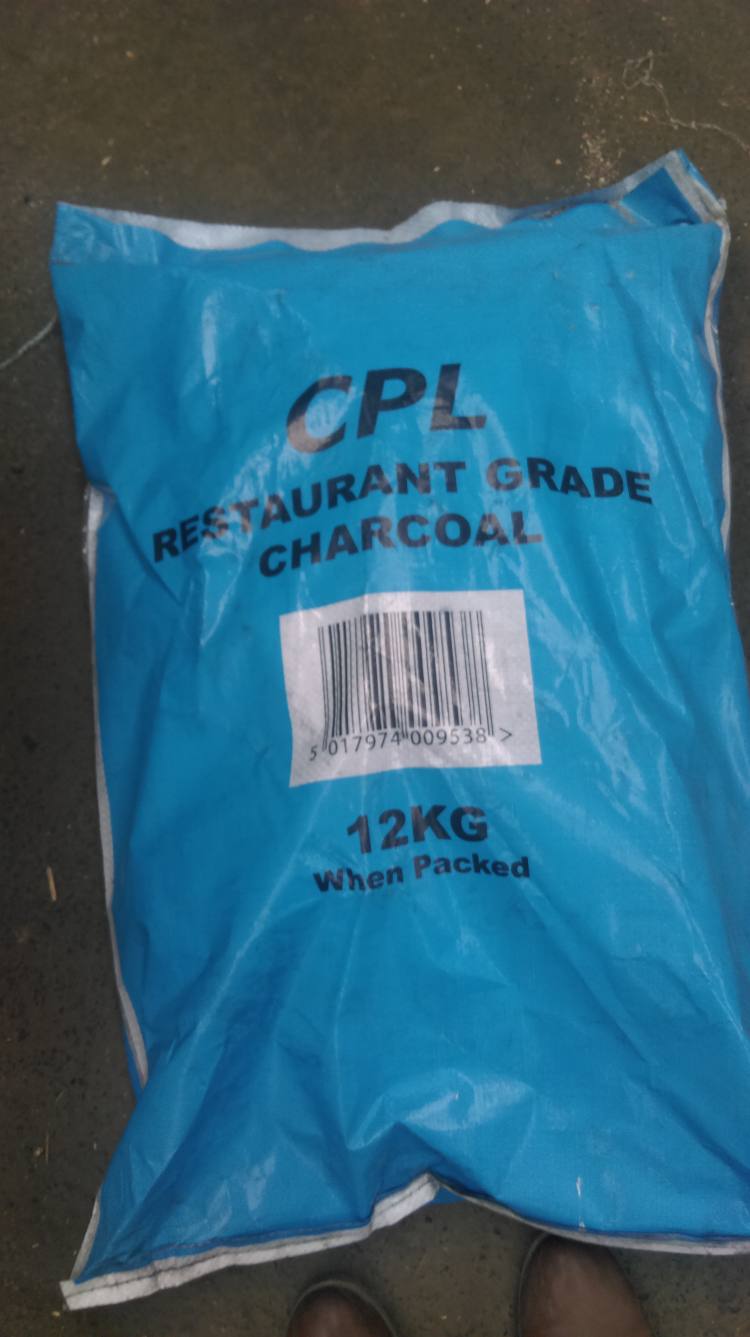 CPL
RESTAURANT GRADE
CHARCOAL
5 017974 009538 >
12KG
When Packed